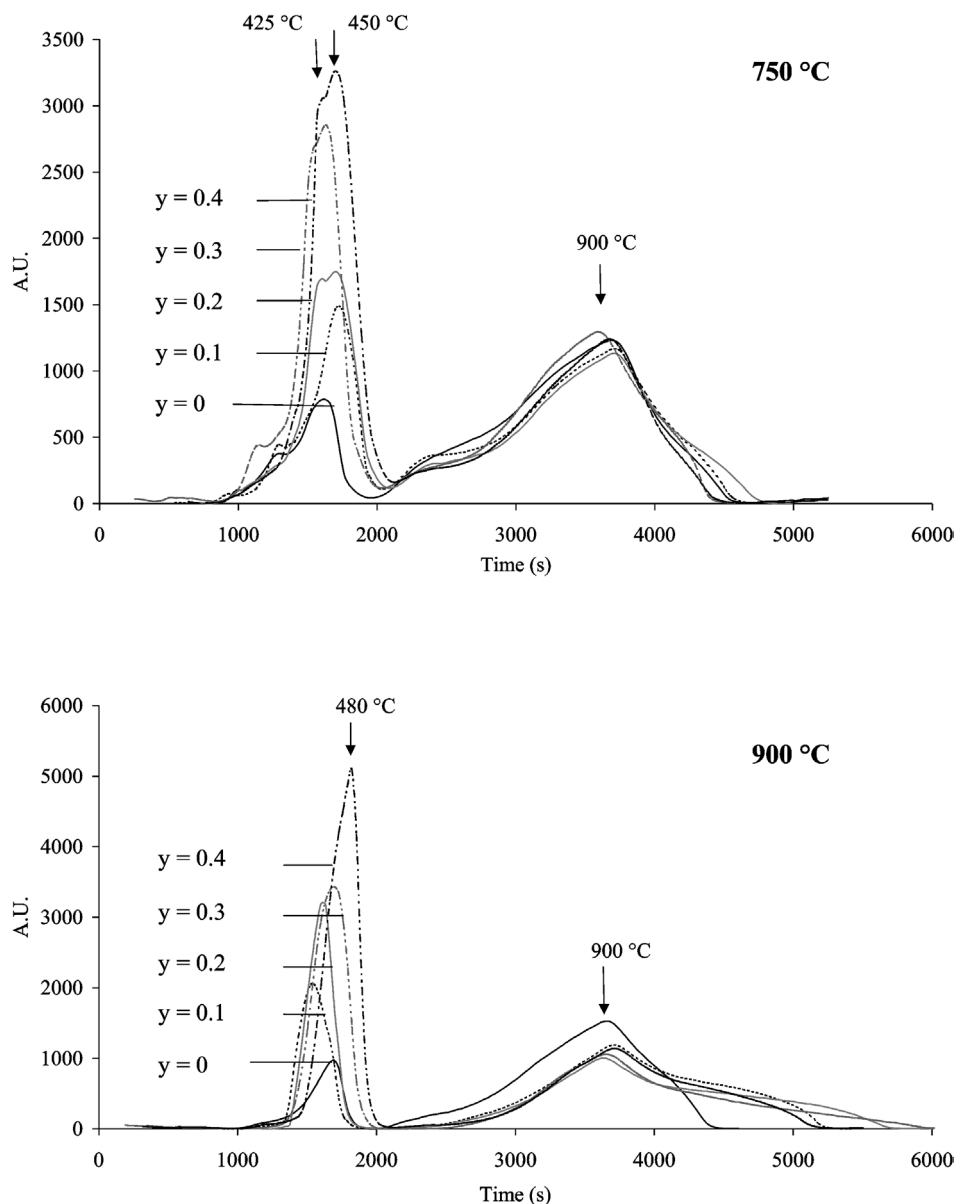 425 °C 450 °C
3500
750 °C
3000
2500
y = 0.4
2000
y = 0.3
900 °C
A.U.
1500
y = 0.2
1000
y = 0.1
500
y = 0
0
0 1000 2000 3000 4000 5000 6000
Time (s)
6000
480 °C
900 °C
5000
4000
y = 0.4
A.U.
3000
y = 0.3
y = 0.2
900 °C
2000
y = 0.1
1000
y = 0
0
0 1000 2000 3000 4000 5000 6000
Time (s)